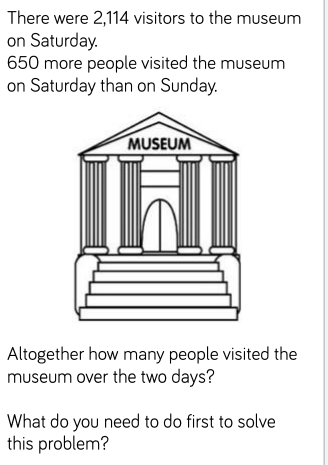 There were 2,114 visitors to the museum
on Saturday.
650 more people visited the museum
on Saturday than on Sunday.
MUSEUM
Altogether how many people visited the
museum over the two days?
What do you need to do first to solve
this problem?